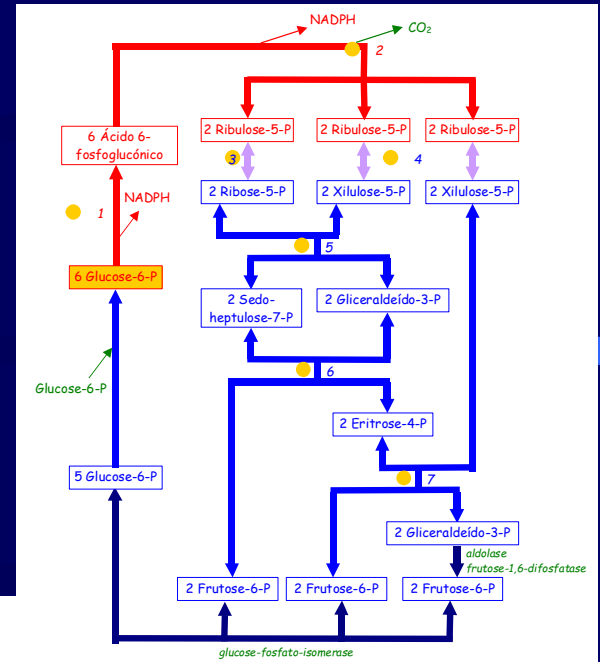 NADPH
CO₂
2
6 Ácido 6-
fosfoglucónico
2 Ribulose-5-P
2 Ribulose-5-P
2 Ribulose-5-P
3
4
2 Ribose-5-P
2 Xilulose-5-P
2 Xilulose-5-P
NADPH
1
5
6 Glucose-6-P
2 Sedo-
heptulose-7-P
2 Gliceraldeído-3-P
6
Glucose-6-P
2 Eritrose-4-P
5 Glucose-6-P
7
2 Gliceraldeído-3-P
aldolase
frutose-1,6-difosfatase
2 Frutose-6-P
2 Frutose-6-P
2 Frutose-6-P
glucose-fosfato-isomerase